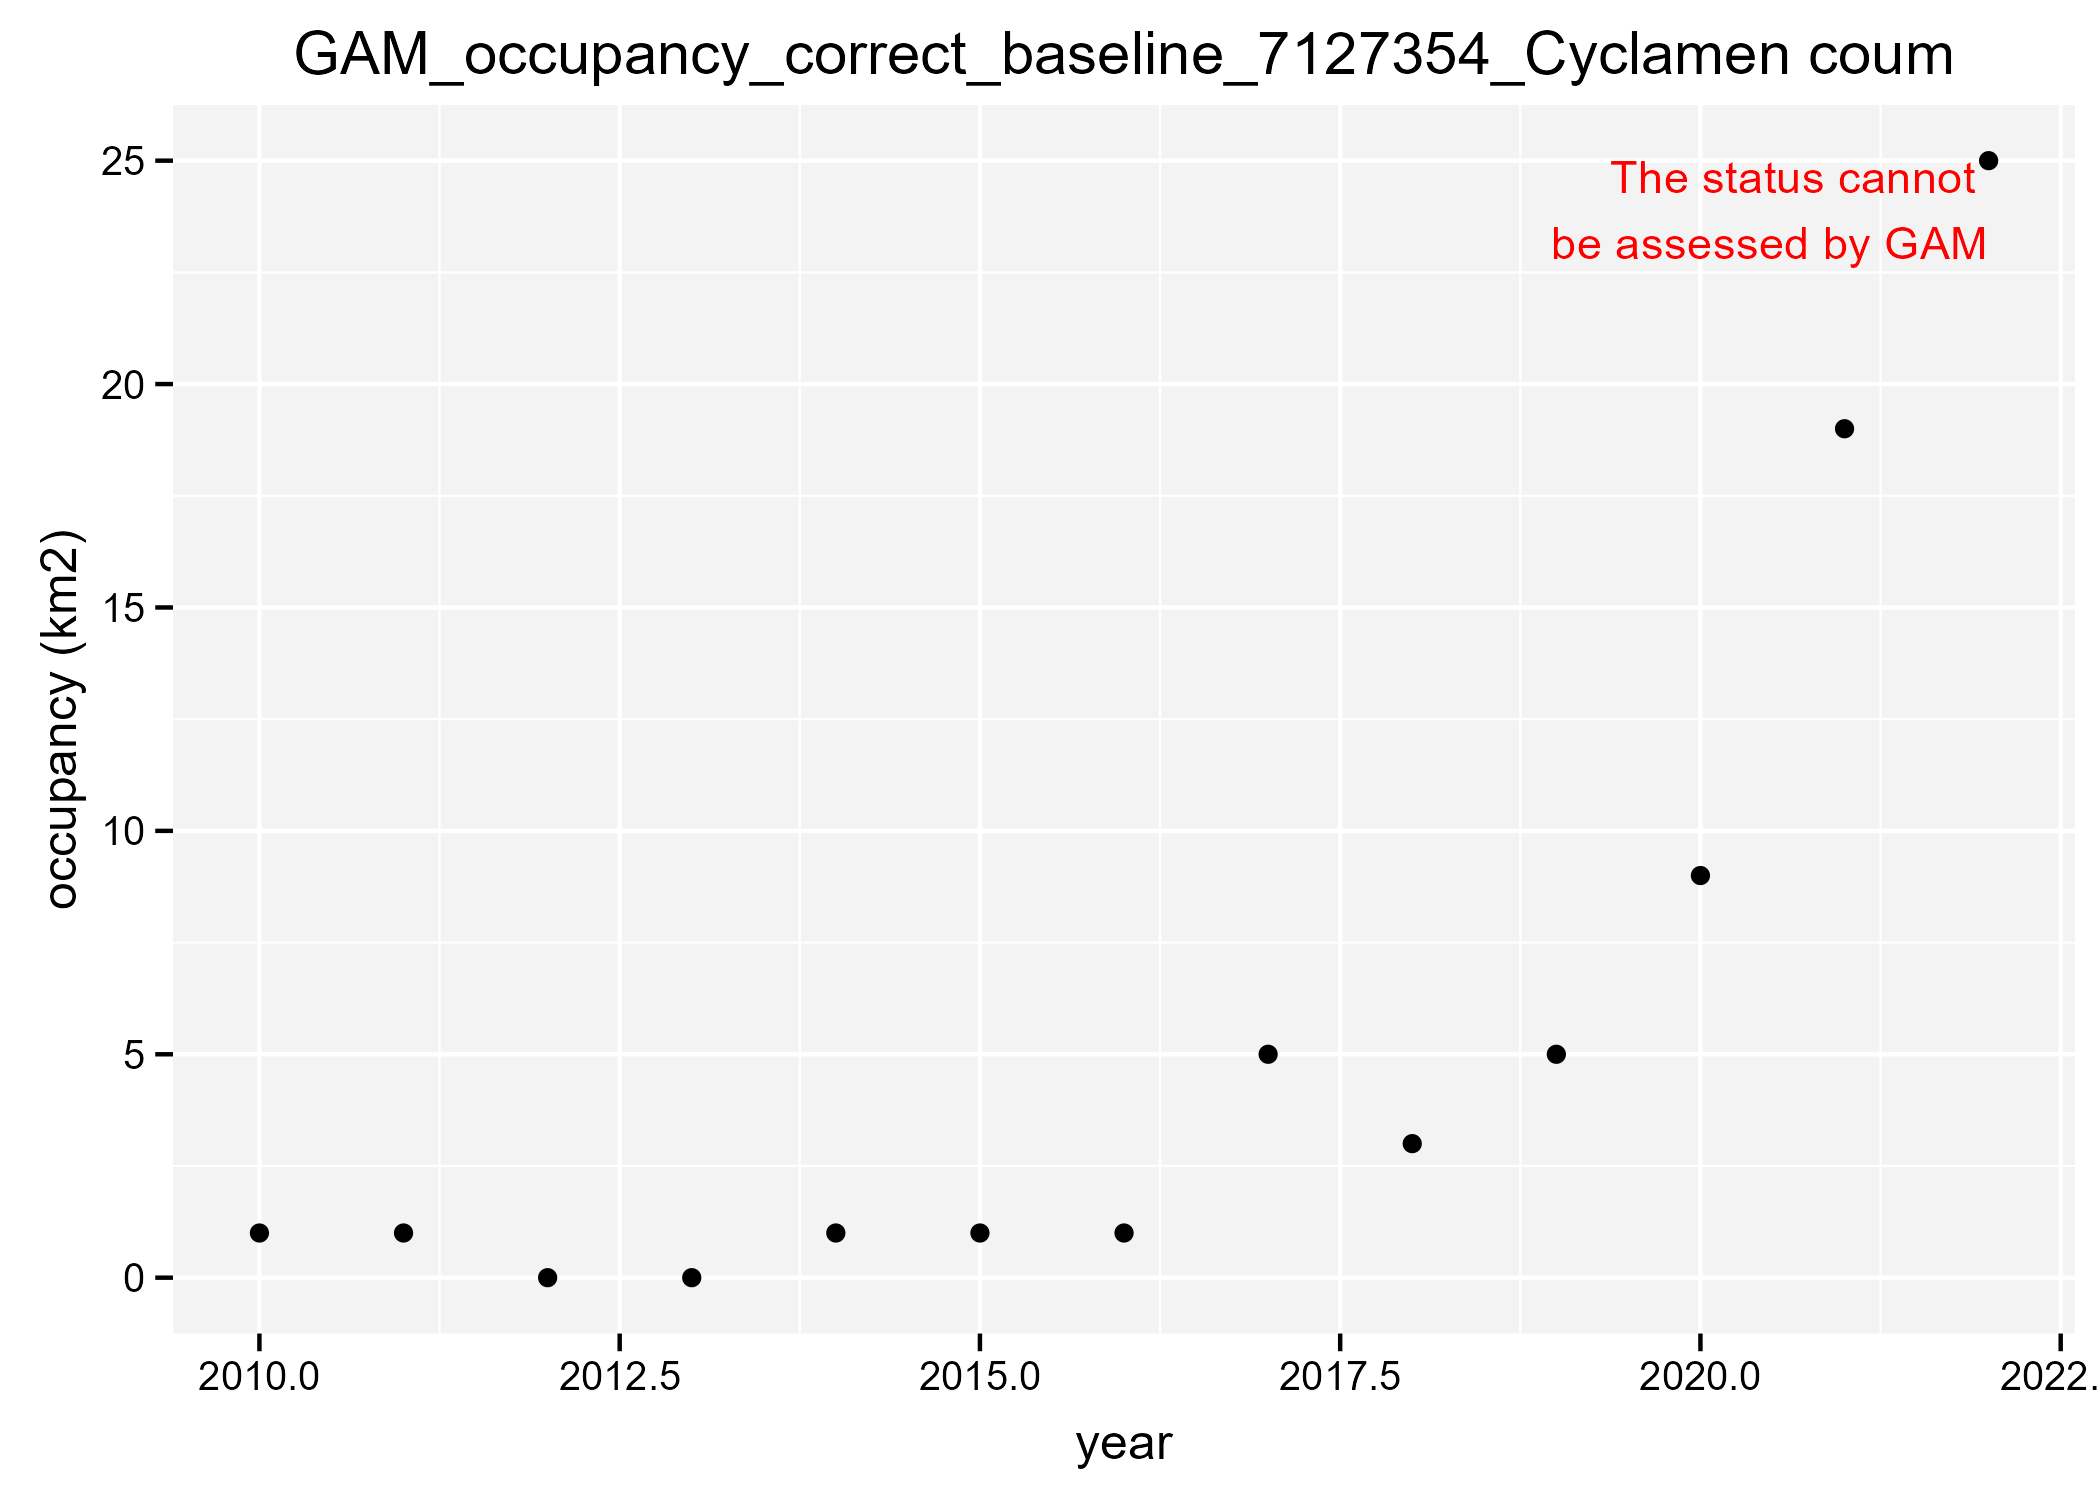 GAM_occupancy_correct_baseline_7127354_Cyclamen coum
25
The status cannot
be assessed by GAM
20
15
occupancy (km2)
10
5
0
2010.0 2012.5 2015.0 2017.5 2020.0 2022.
year